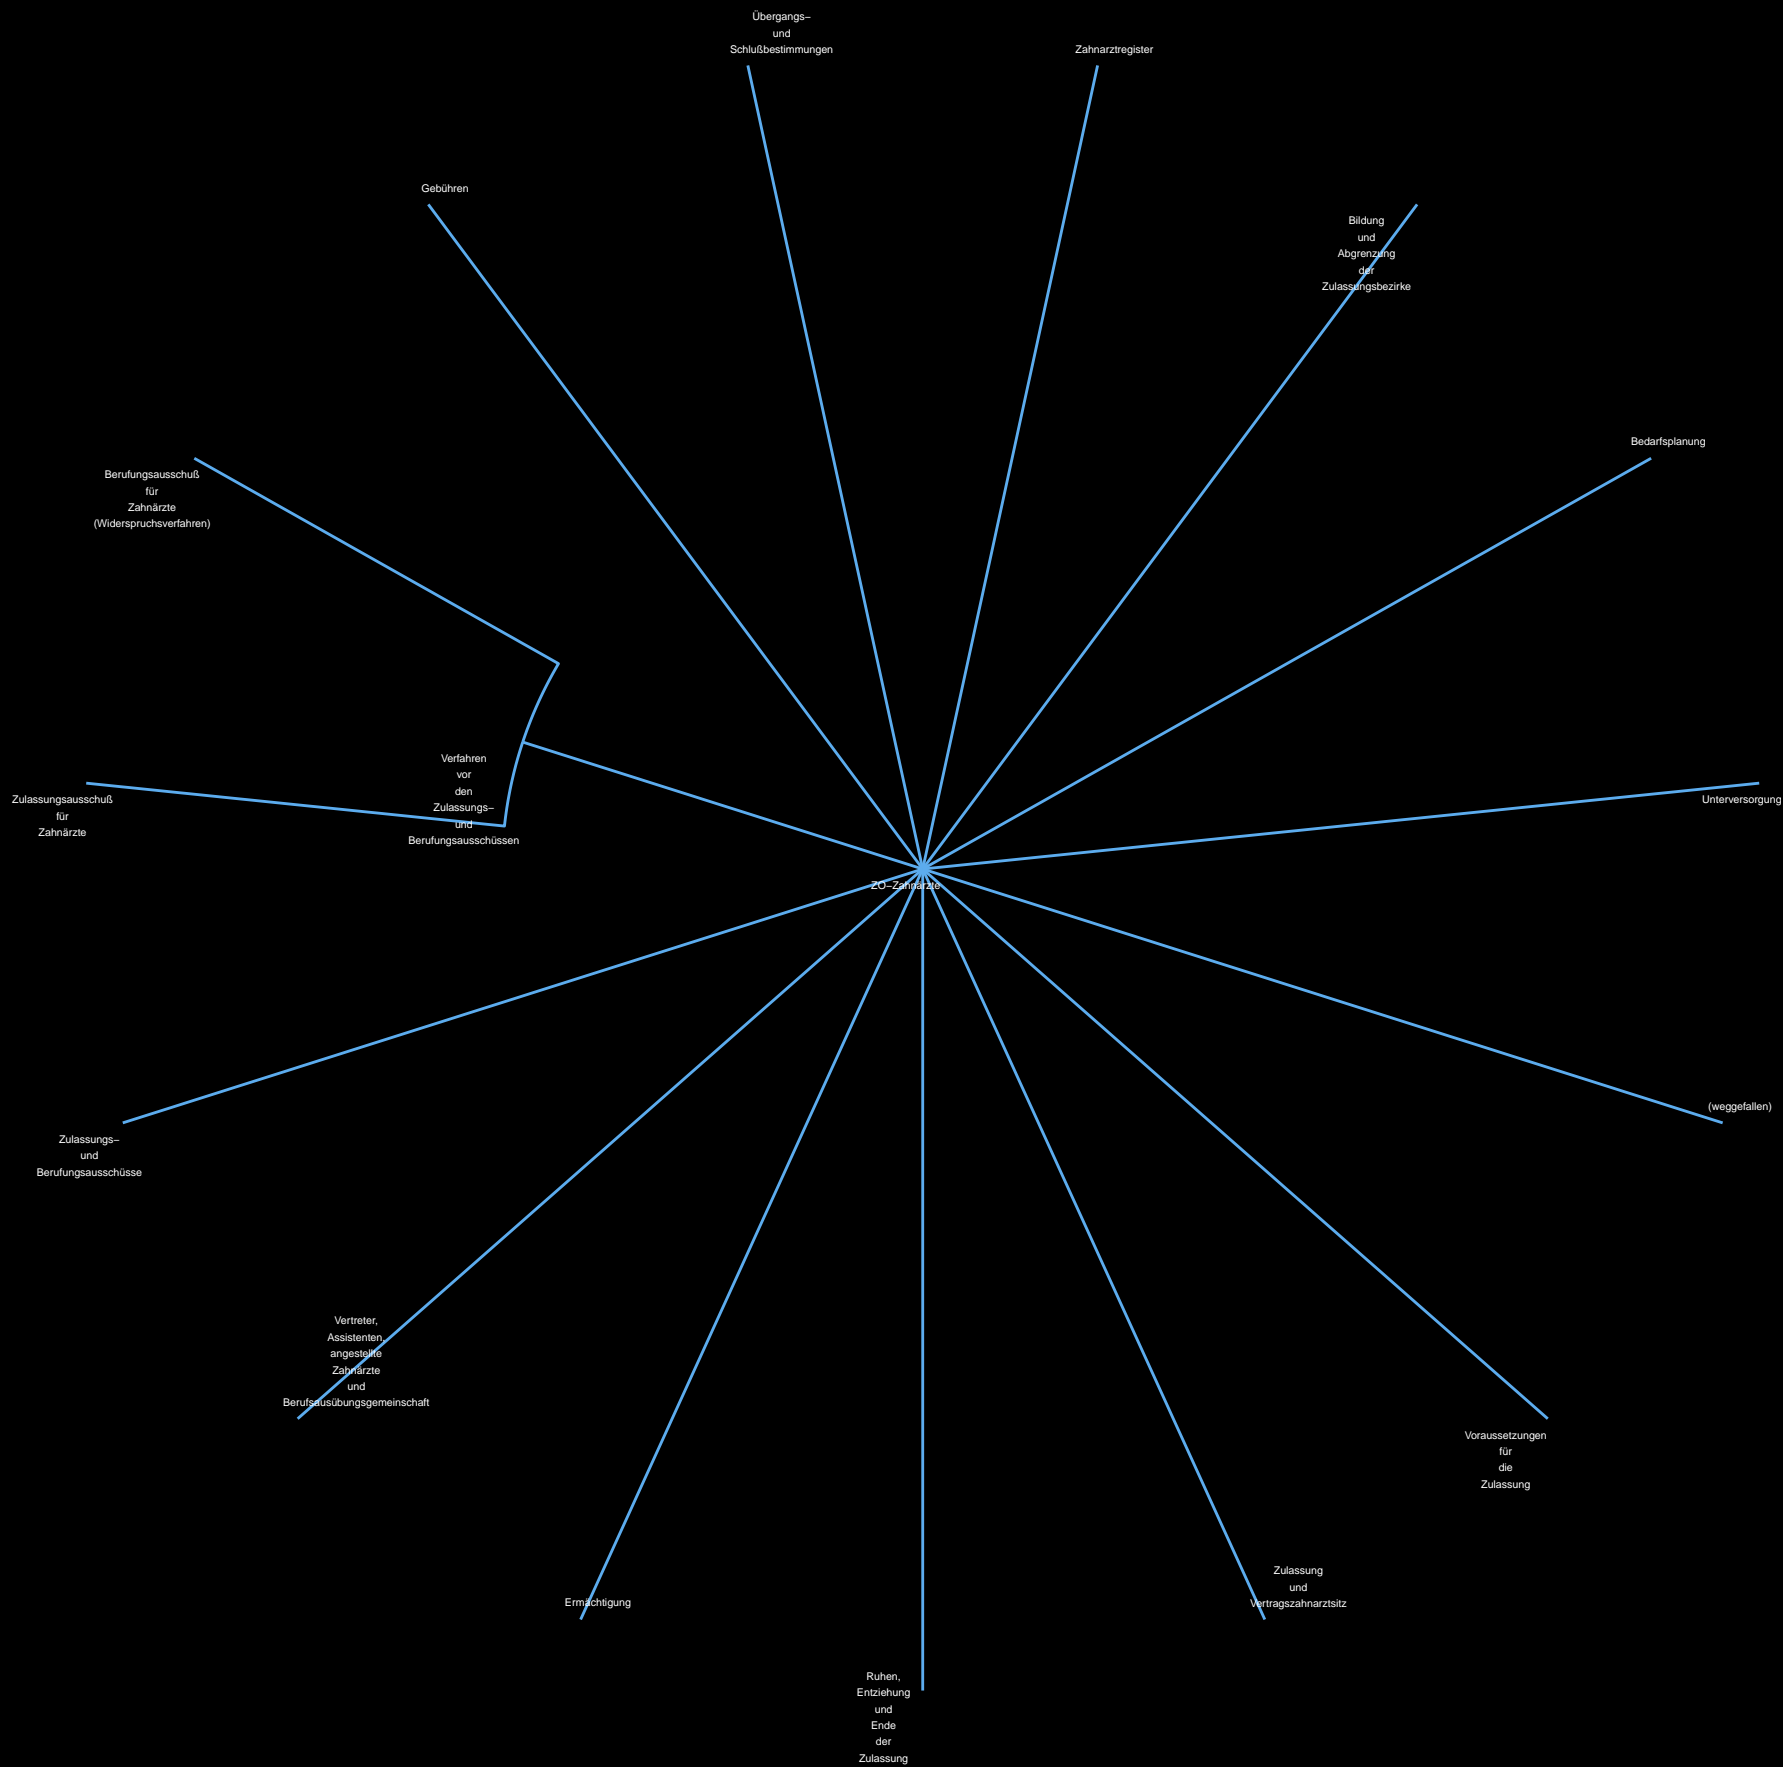 Übergangs–
und
Schlußbestimmungen
Zahnarztregister
Gebühren
Bildung
und
Abgrenzung
der
Zulassungsbezirke
Bedarfsplanung
Berufungsausschuß
für
Zahnärzte
(Widerspruchsverfahren)
Verfahren
vor
den
Zulassungs–
und
Berufungsausschüssen
Zulassungsausschuß
für
Zahnärzte
Unterversorgung
ZO–Zahnärzte
(weggefallen)
Zulassungs–
und
Berufungsausschüsse
Vertreter,
Assistenten,
angestellte
Zahnärzte
und
Berufsausübungsgemeinschaft
Voraussetzungen
für
die
Zulassung
Zulassung
und
Vertragszahnarztsitz
Ermächtigung
Ruhen,
Entziehung
und
Ende
der
Zulassung